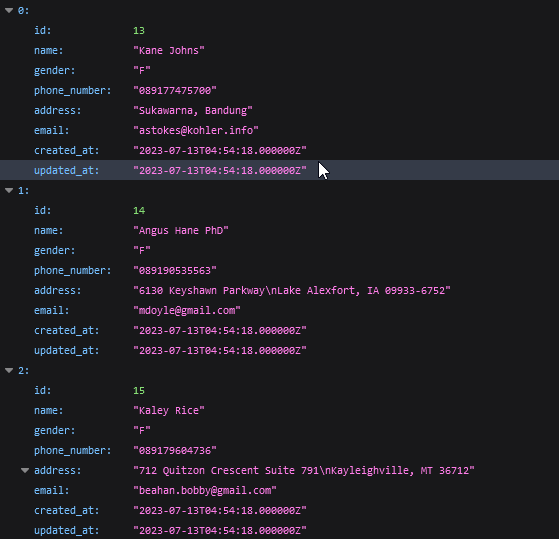 0:
id: 13
name: "Kane Johns"
gender: "F"
phone_number: "089177475700"
address: "Sukawarna, Bandung"
email: "astokes@kohler.info"
created_at: "2023-07-13T04:54:18.000000Z"
updated_at: "2023-07-13T04:54:18.000000Z"
1:
id: 14
name: "Angus Hane PhD"
gender: "F"
phone_number: "089190535563"
address: "6130 Keyshawn Parkway\nLake Alexfort, IA 09933-6752"
email: "mdoyle@gmail.com"
created_at: "2023-07-13T04:54:18.000000Z"
updated_at: "2023-07-13T04:54:18.000000Z"
2:
id: 15
name: "Kaley Rice"
gender: "F"
phone_number: "089179604736"
address: "712 Quitzon Crescent Suite 791\nKayleighville, MT 36712"
email: "beahan.bobby@gmail.com"
created_at: "2023-07-13T04:54:18.000000Z"
updated_at: "2023-07-13T04:54:18.000000Z"